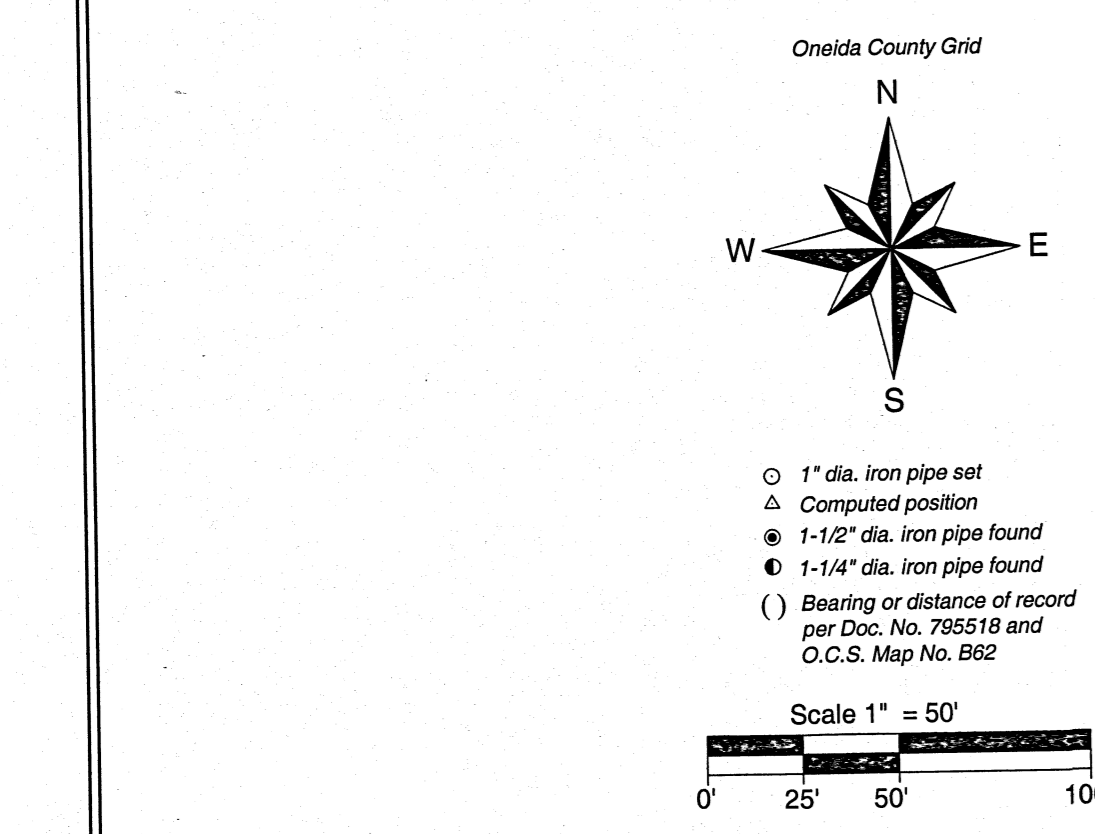 Oneida County Grid
N
W
E
S
1" dia. iron pipe set
Computed position
1-1/2" dia. iron pipe found
1-1/4" dia. iron pipe found
( ) Bearing or distance of record
per Doc. No. 795518 and
O.C.S. Map No. B62
Scale 1" = 50'
0' 25' 50'